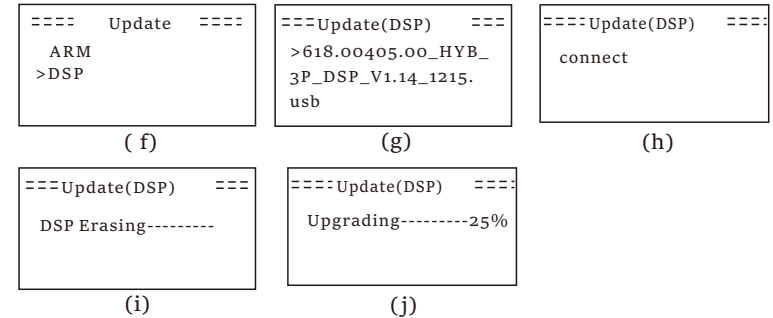 ==== Update ====
ARM
>DSP
( f)
===Update(DSP) ===
>618.00405.00_HYB_
3P_DSP_V1.14_1215.
usb
(g)
====Update(DSP) ====
connect
(h)
===Update(DSP) ===
DSP Erasing---------
(i)
====Update(DSP) ====
Upgrading---------25%
(j)